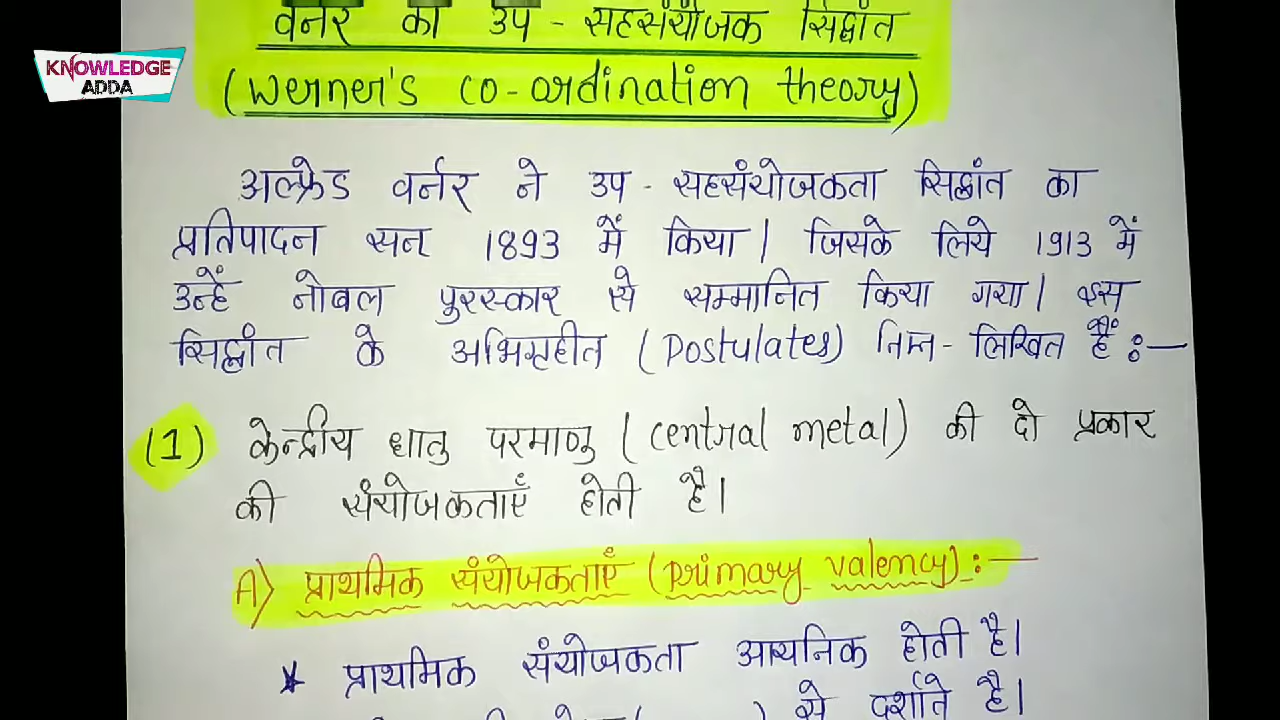 KNOWLEDGE
ADDA
वर्नर का उप - सहसंयोजक सिद्धांत
(Werner's co-ordination theory)
अल्फ्रेड वर्नर ने उप - सहसंयोजकता सिद्धांत का
प्रतिपादन सन् 1893 में किया। जिसके लिये 1913 में
उन्हें नोबल पुरस्कार से सम्मानित किया गया। इस
सिद्धांत के अभिगृहीत (Postulates) निम्न - लिखित हैं :—
(1) केन्द्रीय धातु परमाणु (central metal) की दो प्रकार
की संयोजकताएँ होती है।
A) प्राथमिक संयोजकताएँ (Primary valency) :—
* प्राथमिक संयोजकता आयनिक होती है।
से दर्शाते है।